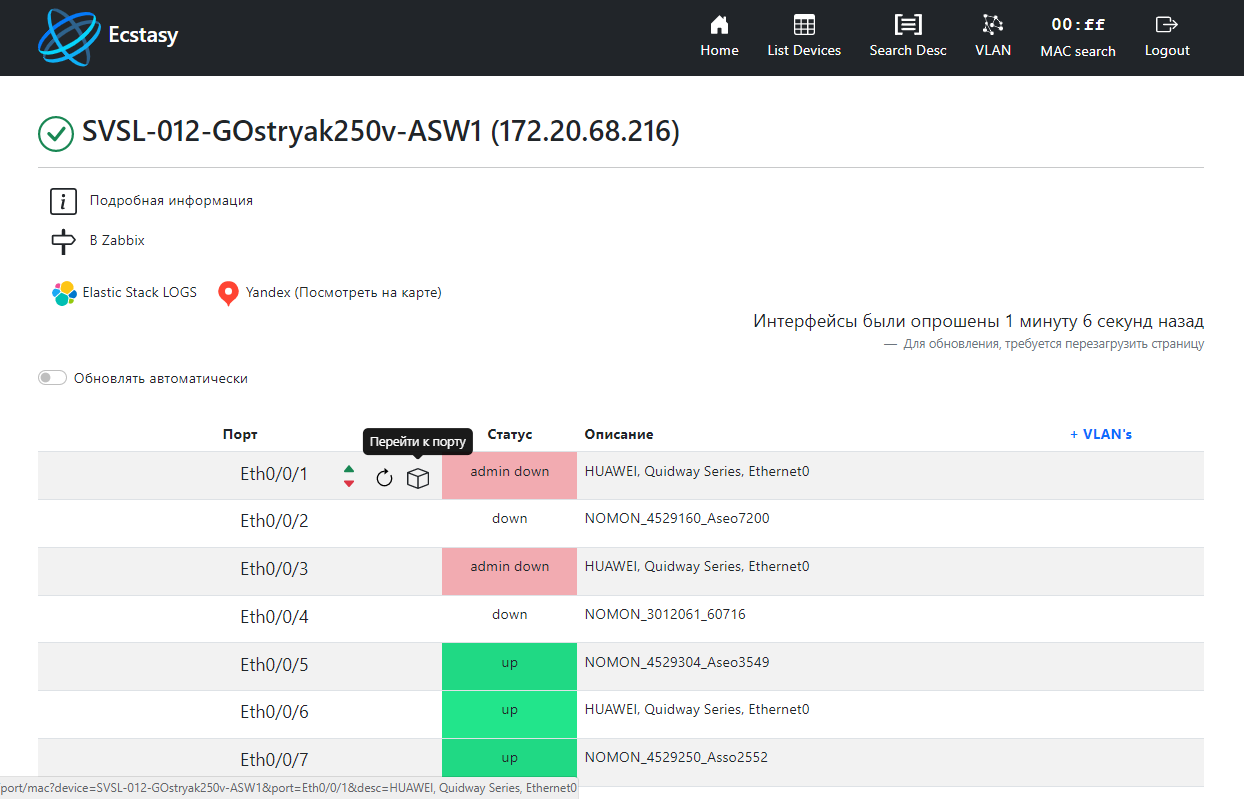 Ecstasy
Home
List Devices
Search Desc
VLAN
00:ff
MAC search
Logout
SVSL-012-GOstryak250v-ASW1 (172.20.68.216)
i
Подробная информация
В Zabbix
Elastic Stack LOGS
Yandex (Посмотреть на карте)
Интерфейсы были опрошены 1 минуту 6 секунд назад
— Для обновления, требуется перезагрузить страницу
Обновлять автоматически
Порт Статус Описание + VLAN's
Перейти к порту
Eth0/0/1 admin down HUAWEI, Quidway Series, Ethernet0
Eth0/0/2 down NOMON_4529160_Aseo7200
Eth0/0/3 admin down HUAWEI, Quidway Series, Ethernet0
Eth0/0/4 down NOMON_3012061_60716
Eth0/0/5 up NOMON_4529304_Aseo3549
Eth0/0/6 up HUAWEI, Quidway Series, Ethernet0
Eth0/0/7 up NOMON_4529250_Asso2552
port/mac?device=SVSL-012-GOstryak250v-ASW1&port=Eth0/0/1&desc=HUAWEI, Quidway Series, Ethernet0